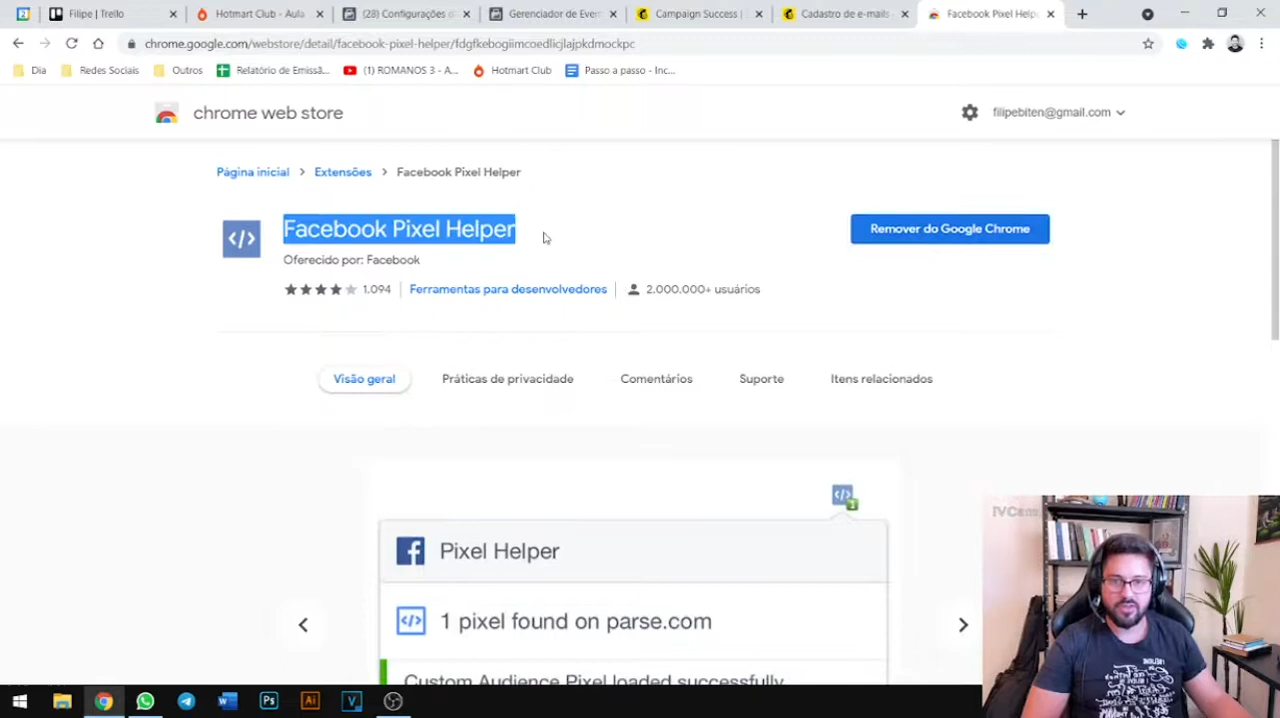 Filipe | Trello
Hotmart Club - Aula
(28) Configurações d
Gerenciador de Even
Campaign Success |
Cadastro de e-mails
Facebook Pixel Help
chrome.google.com/webstore/detail/facebook-pixel-helper/fdgfkebogiimcoedlicjlajpkdmockpc
Dia
Redes Sociais
Outros
Relatório de Emissã...
(1) ROMANOS 3 - A...
Hotmart Club
Passo a passo - Inc...
chrome web store
filipebiten@gmail.com
Página inicial > Extensões > Facebook Pixel Helper
Facebook Pixel Helper
Remover do Google Chrome
Oferecido por: Facebook
1.094
Ferramentas para desenvolvedores
2.000.000+ usuários
Visão geral
Práticas de privacidade
Comentários
Suporte
Itens relacionados
Pixel Helper
1 pixel found on parse.com
Custom Audience Pixel loaded successfully